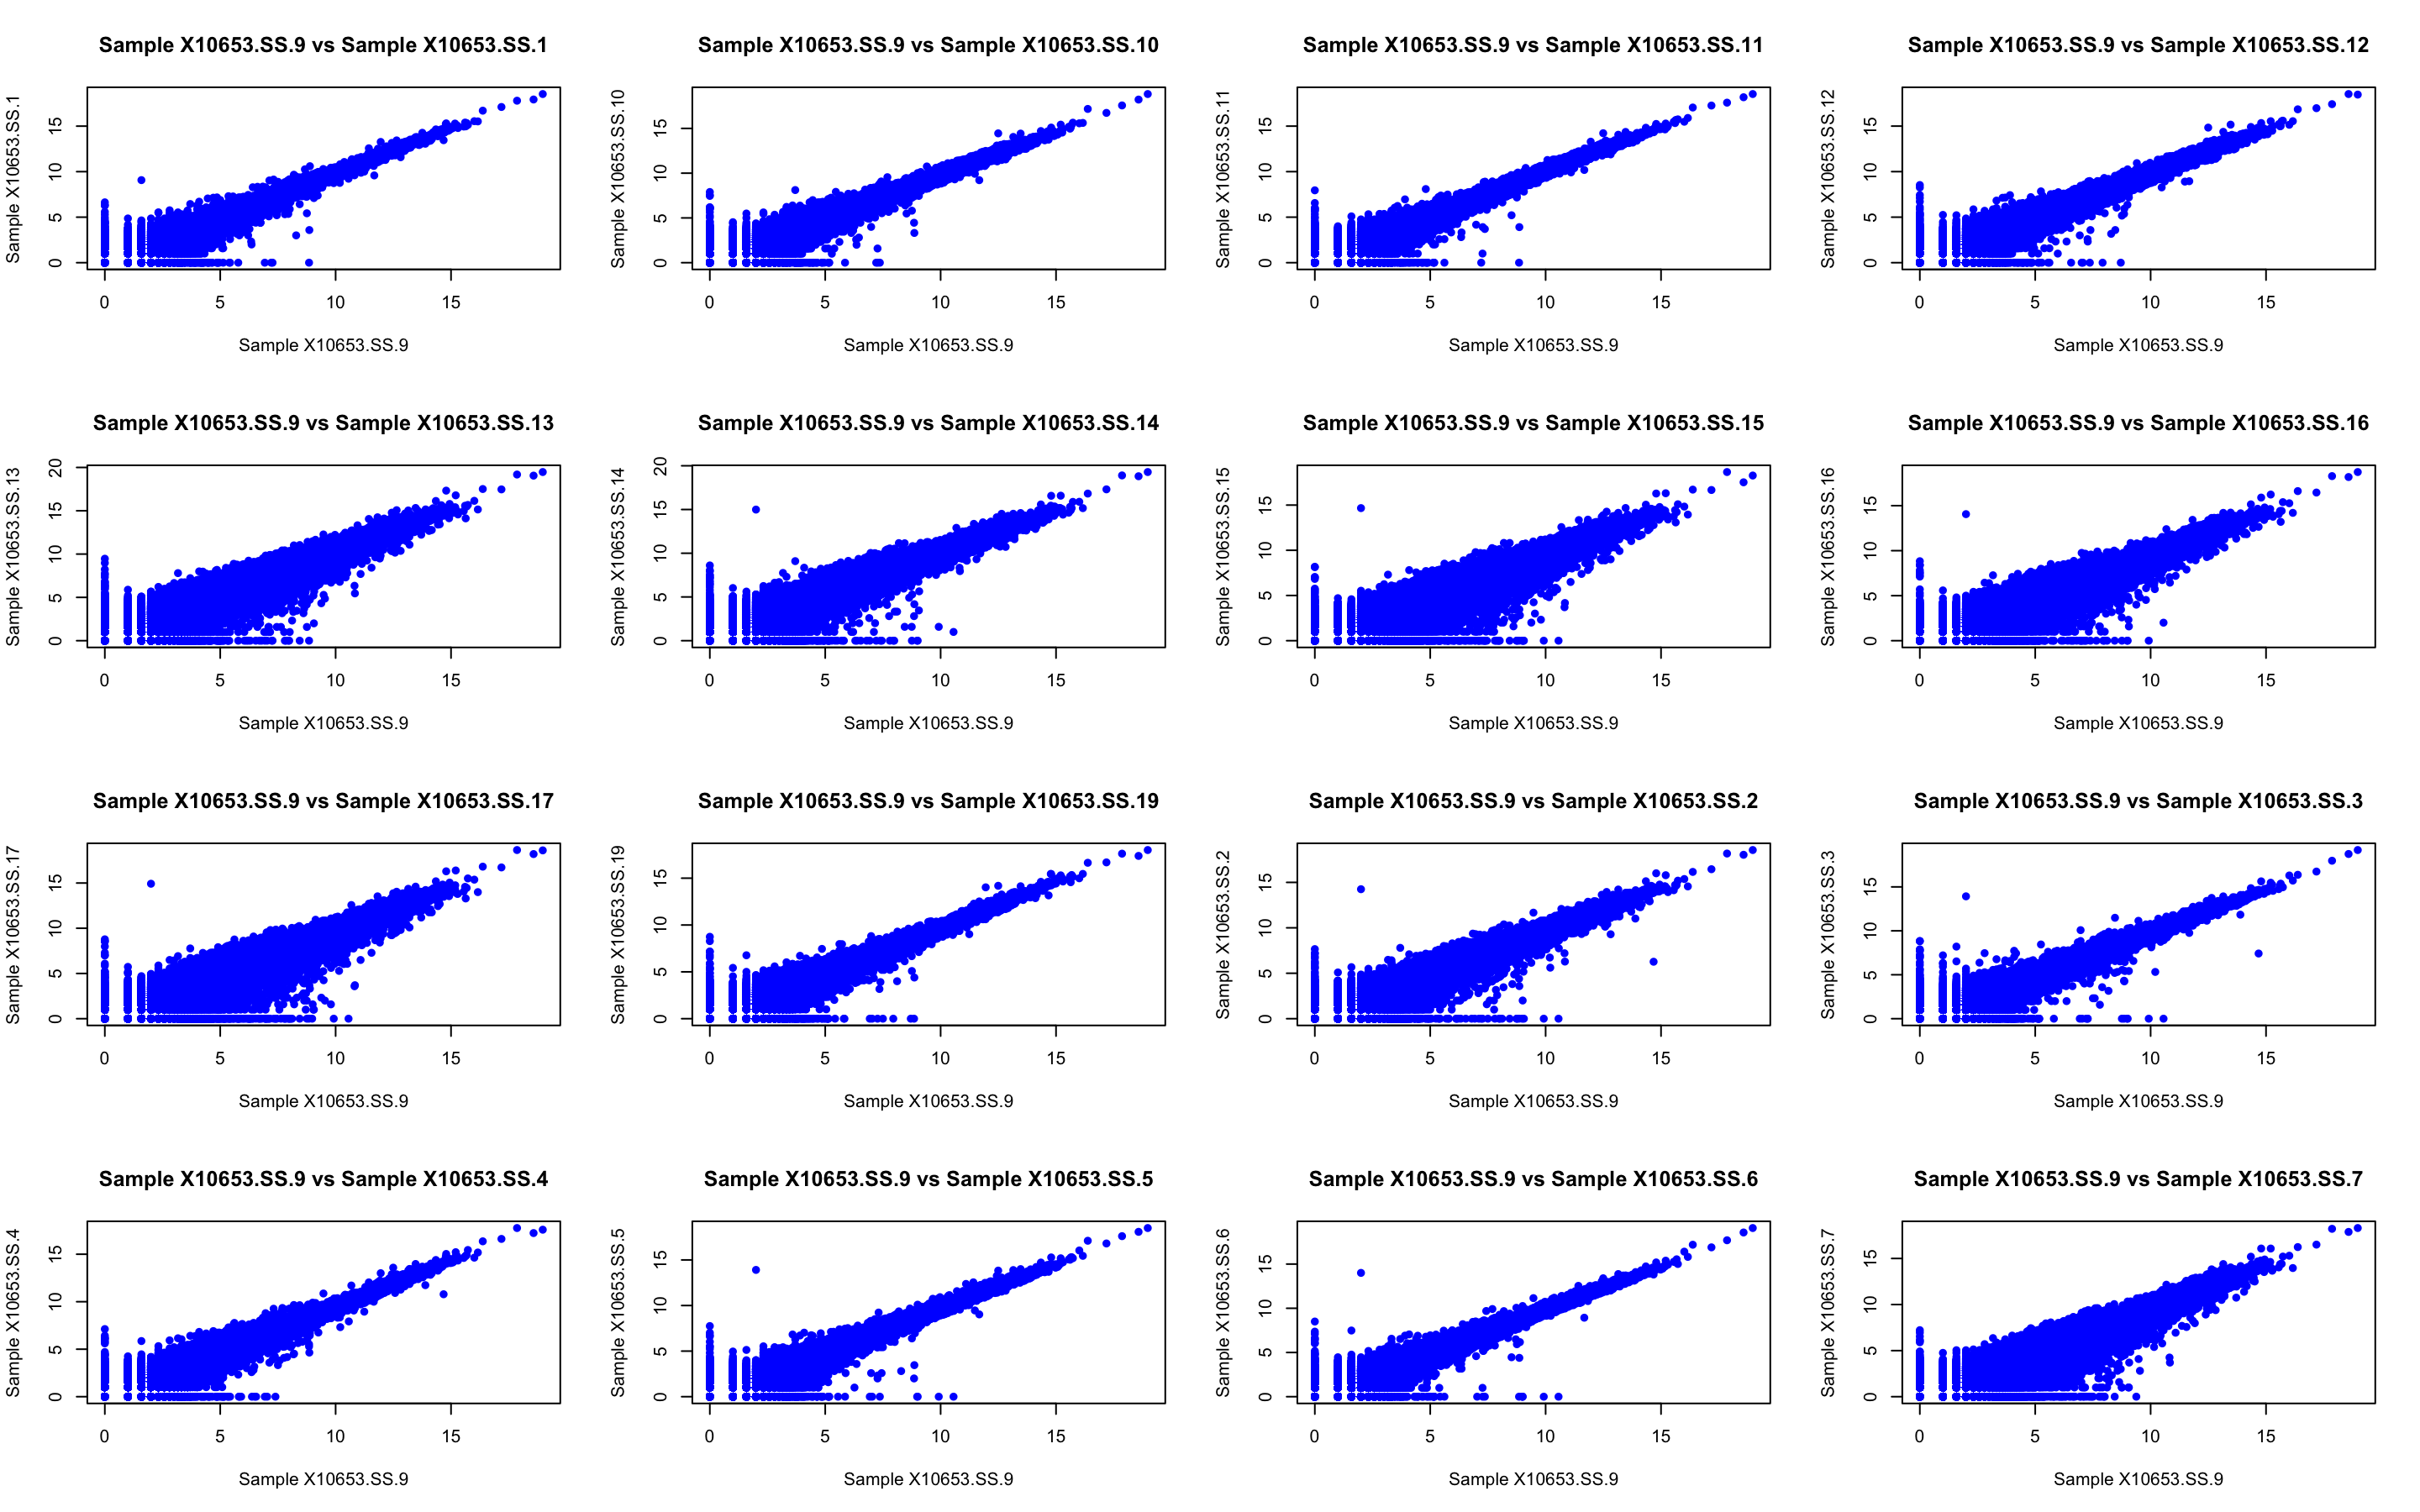 Sample X10653.SS.9 vs Sample X10653.SS.1
Sample X10653.SS.1
0 5 10 15
0 5 10 15
Sample X10653.SS.9
Sample X10653.SS.9 vs Sample X10653.SS.10
Sample X10653.SS.10
0 5 10 15
0 5 10 15
Sample X10653.SS.9
Sample X10653.SS.9 vs Sample X10653.SS.11
Sample X10653.SS.11
0 5 10 15
0 5 10 15
Sample X10653.SS.9
Sample X10653.SS.9 vs Sample X10653.SS.12
Sample X10653.SS.12
0 5 10 15
0 5 10 15
Sample X10653.SS.9
Sample X10653.SS.9 vs Sample X10653.SS.13
Sample X10653.SS.13
0 5 10 15 20
0 5 10 15
Sample X10653.SS.9
Sample X10653.SS.9 vs Sample X10653.SS.14
Sample X10653.SS.14
0 5 10 15 20
0 5 10 15
Sample X10653.SS.9
Sample X10653.SS.9 vs Sample X10653.SS.15
Sample X10653.SS.15
0 5 10 15
0 5 10 15
Sample X10653.SS.9
Sample X10653.SS.9 vs Sample X10653.SS.16
Sample X10653.SS.16
0 5 10 15
0 5 10 15
Sample X10653.SS.9
Sample X10653.SS.9 vs Sample X10653.SS.17
Sample X10653.SS.17
0 5 10 15
0 5 10 15
Sample X10653.SS.9
Sample X10653.SS.9 vs Sample X10653.SS.19
Sample X10653.SS.19
0 5 10 15
0 5 10 15
Sample X10653.SS.9
Sample X10653.SS.9 vs Sample X10653.SS.2
Sample X10653.SS.2
0 5 10 15
0 5 10 15
Sample X10653.SS.9
Sample X10653.SS.9 vs Sample X10653.SS.3
Sample X10653.SS.3
0 5 10 15
0 5 10 15
Sample X10653.SS.9
Sample X10653.SS.9 vs Sample X10653.SS.4
Sample X10653.SS.4
0 5 10 15
0 5 10 15
Sample X10653.SS.9
Sample X10653.SS.9 vs Sample X10653.SS.5
Sample X10653.SS.5
0 5 10 15
0 5 10 15
Sample X10653.SS.9
Sample X10653.SS.9 vs Sample X10653.SS.6
Sample X10653.SS.6
0 5 10 15
0 5 10 15
Sample X10653.SS.9
Sample X10653.SS.9 vs Sample X10653.SS.7
Sample X10653.SS.7
0 5 10 15
0 5 10 15
Sample X10653.SS.9